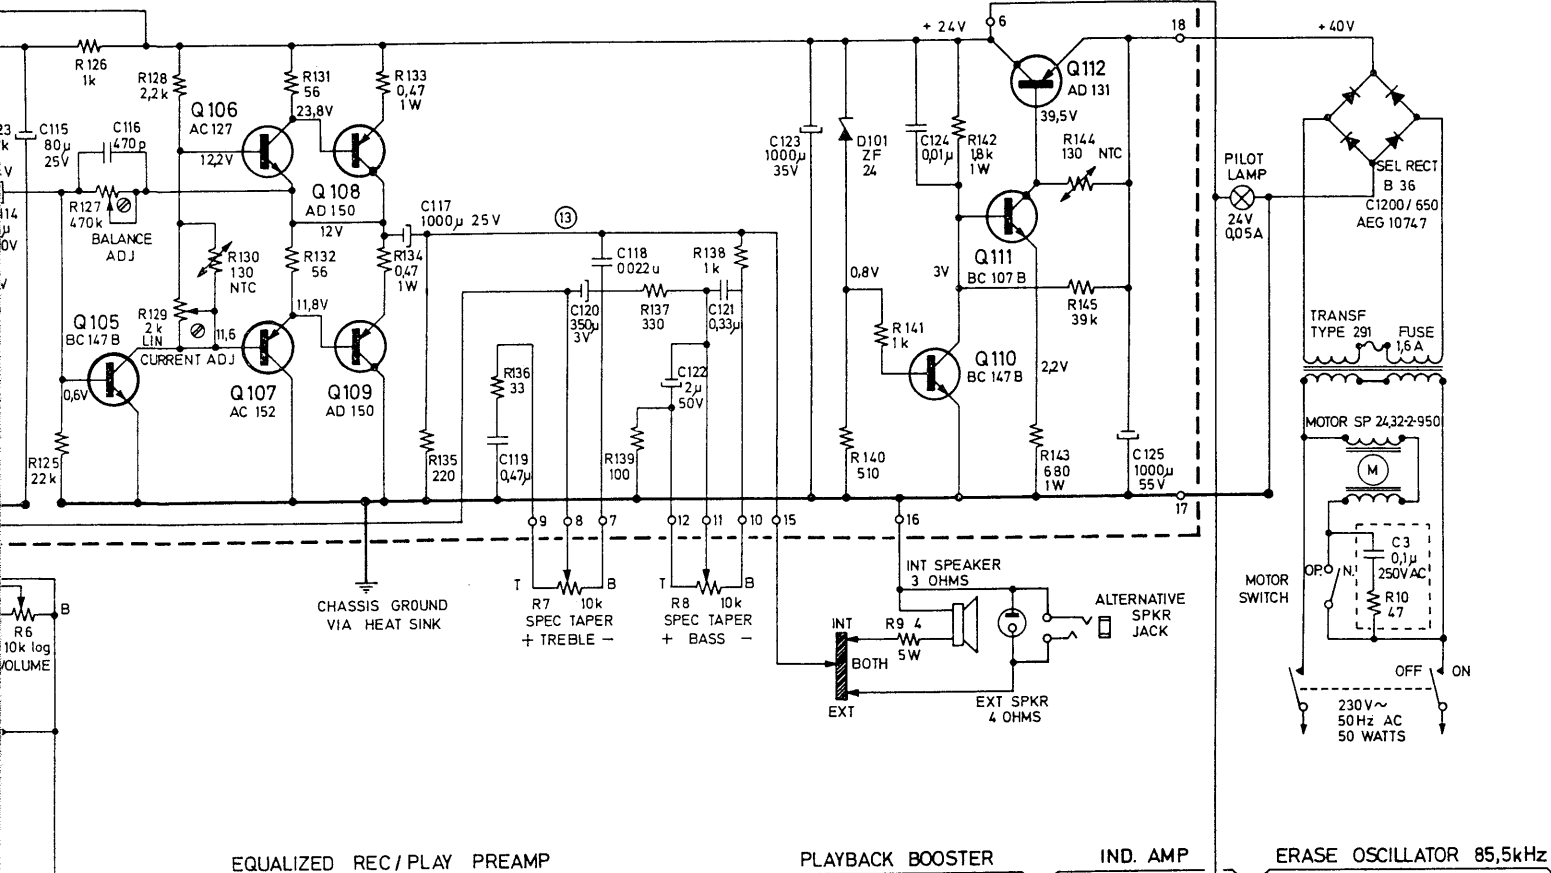 + 24V
6
18
+40V
R126
1k
R128
2,2k
R131
56
R133
0,47
1W
Q106
AC 127
23,8V
Q112
AD 131
39,5V
C115
80µ
25V
C116
470p
12,2V
Q108
AD 150
C123
1000µ
35V
D101
ZF
24
C124
0,01µ
R142
1,8k
1W
R144
130 NTC
PILOT
LAMP
24V
0,05A
SEL RECT
B 36
C1200 / 650
AEG 10747
R127
470k
BALANCE
ADJ
C117
1000µ 25V
13
12V
R130
130
NTC
R132
56
R134
0,47
1W
C118
0022u
R138
1k
0,8V
3V
Q111
BC 107 B
R145
39k
R129
2k
LIN
11,6
CURRENT ADJ
11,8V
C120
350µ
3V
R137
330
C121
0,33µ
R141
1k
Q110
BC 147 B
2,2V
TRANSF
TYPE 291
FUSE
1,6 A
Q105
BC 147 B
0,6V
Q107
AC 152
Q109
AD 150
R136
33
C122
2µ
50V
MOTOR SP 24,32-2-950
M
R125
22k
R135
220
C119
0,47µ
R139
100
R140
510
R143
680
1W
C125
1000µ
55V
17
9
8
7
12
11
10
15
16
T
B
R7
10k
SPEC TAPER
+ TREBLE −
T
B
R8
10k
SPEC TAPER
+ BASS −
CHASSIS GROUND
VIA HEAT SINK
INT SPEAKER
3 OHMS
R9 4
5W
INT
BOTH
EXT
EXT SPKR
4 OHMS
ALTERNATIVE
SPKR
JACK
MOTOR
SWITCH
OP.
N.
C3
0,1µ
250VAC
R10
47
OFF
ON
230V~
50Hz AC
50 WATTS
B
R6
10k log
VOLUME
EQUALIZED REC/PLAY PREAMP
PLAYBACK BOOSTER
IND. AMP
ERASE OSCILLATOR 85,5kHz